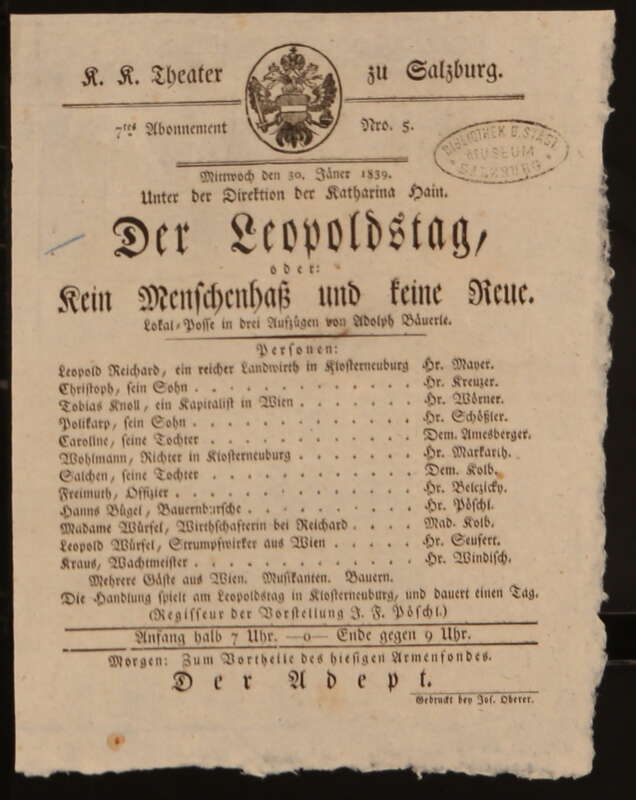 K. K. Theater zu Salzburg.
7tes Abonnement Nro. 5.
BIBLIOTHEK D. STÄDT.
MUSEUM
SALZBURG
Mittwoch den 30. Jäner 1839.
Unter der Direktion der Katharina Hain.
Der Leopoldstag,
oder:
Kein Menschenhaß und keine Reue.
Lokal-Posse in drei Aufzügen von Adolph Bäuerle.
Personen:
Leopold Reichard, ein reicher Landwirth in Klosterneuburg Hr. Mayer.
Christoph, sein Sohn . . . . . . . . . . . . . Hr. Kreuzer.
Tobias Knoll, ein Kapitalist in Wien . . . . . . . Hr. Wörner.
Polikarp, sein Sohn . . . . . . . . . . . . . Hr. Schößler.
Caroline, seine Tochter . . . . . . . . . . . . Dem. Amesberger.
Wohlmann, Richter in Klosterneuburg . . . . . . . Hr. Markarth.
Salchen, seine Tochter . . . . . . . . . . . . Dem. Kolb.
Freimuth, Offizier . . . . . . . . . . . . . . Hr. Belczicky.
Hanns Bügel, Bauernbursche . . . . . . . . . . Hr. Pöschl.
Madame Würfel, Wirthschafterin bei Reichard . . . . Mad. Kolb.
Leopold Würfel, Strumpfwirker aus Wien . . . . . Hr. Seufert.
Kraus, Wachtmeister . . . . . . . . . . . . . Hr. Windisch.
Mehrere Gäste aus Wien. Musikanten. Bauern.
Die Handlung spielt am Leopoldstag in Klosterneuburg, und dauert einen Tag.
(Regisseur der Vorstellung J. F. Pöschl.)
Anfang halb 7 Uhr. —o— Ende gegen 9 Uhr.
Morgen: Zum Vortheile des hiesigen Armenfondes.
Der Adept.
Gedruckt bey Jos. Oberer.